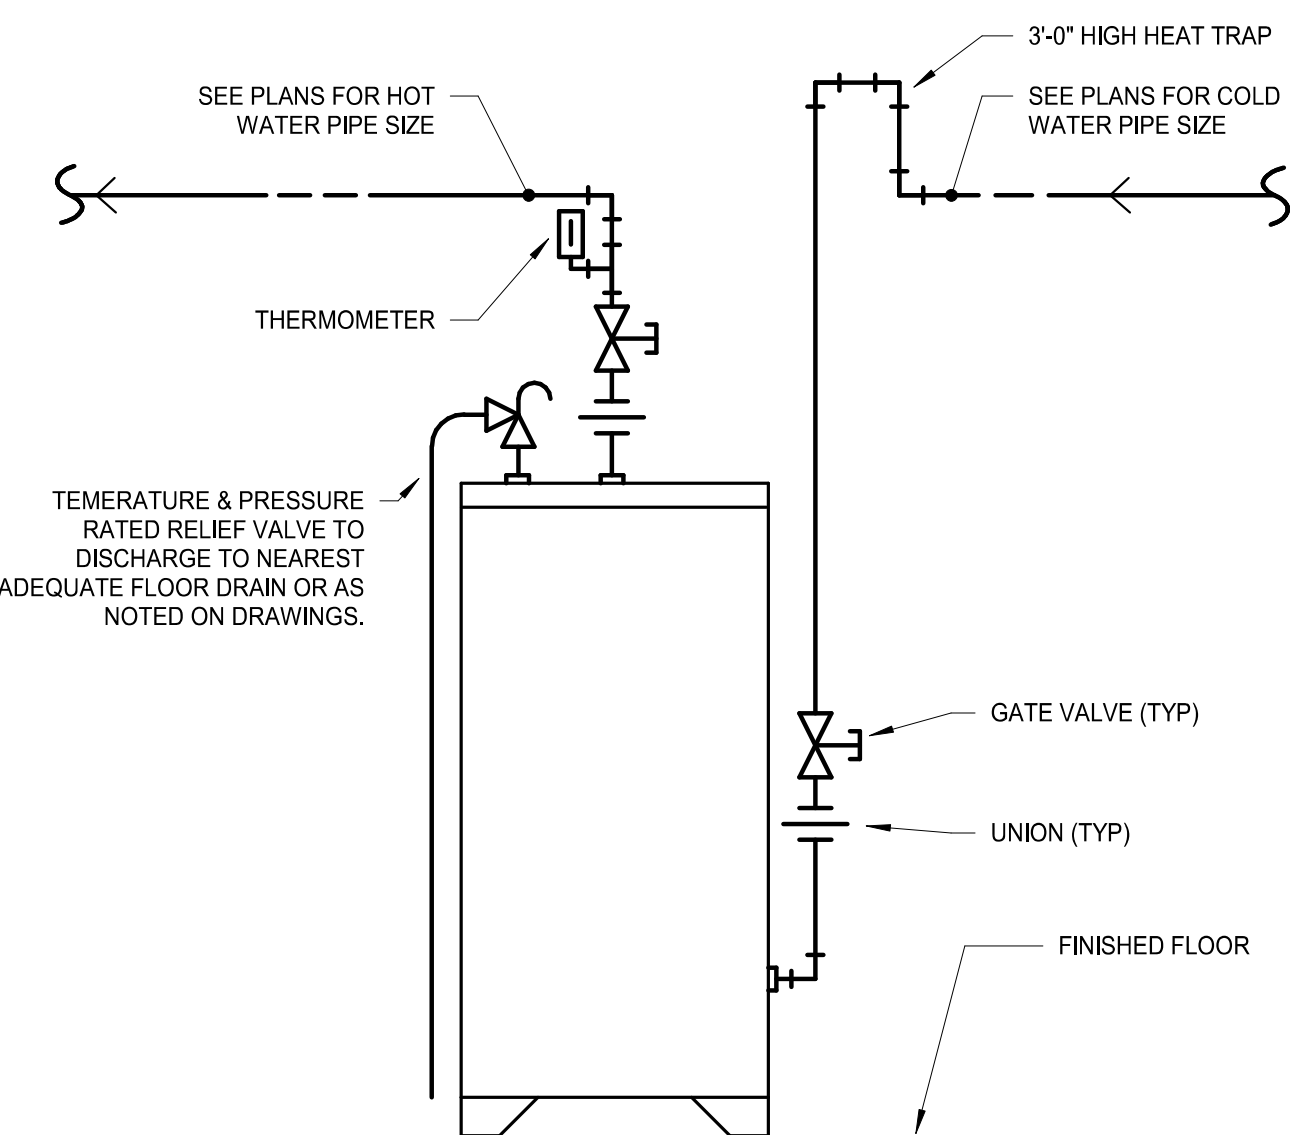 3'-0" HIGH HEAT TRAP
SEE PLANS FOR HOT
WATER PIPE SIZE
SEE PLANS FOR COLD
WATER PIPE SIZE
THERMOMETER
TEMERATURE & PRESSURE
RATED RELIEF VALVE TO
DISCHARGE TO NEAREST
ADEQUATE FLOOR DRAIN OR AS
NOTED ON DRAWINGS.
GATE VALVE (TYP)
UNION (TYP)
FINISHED FLOOR